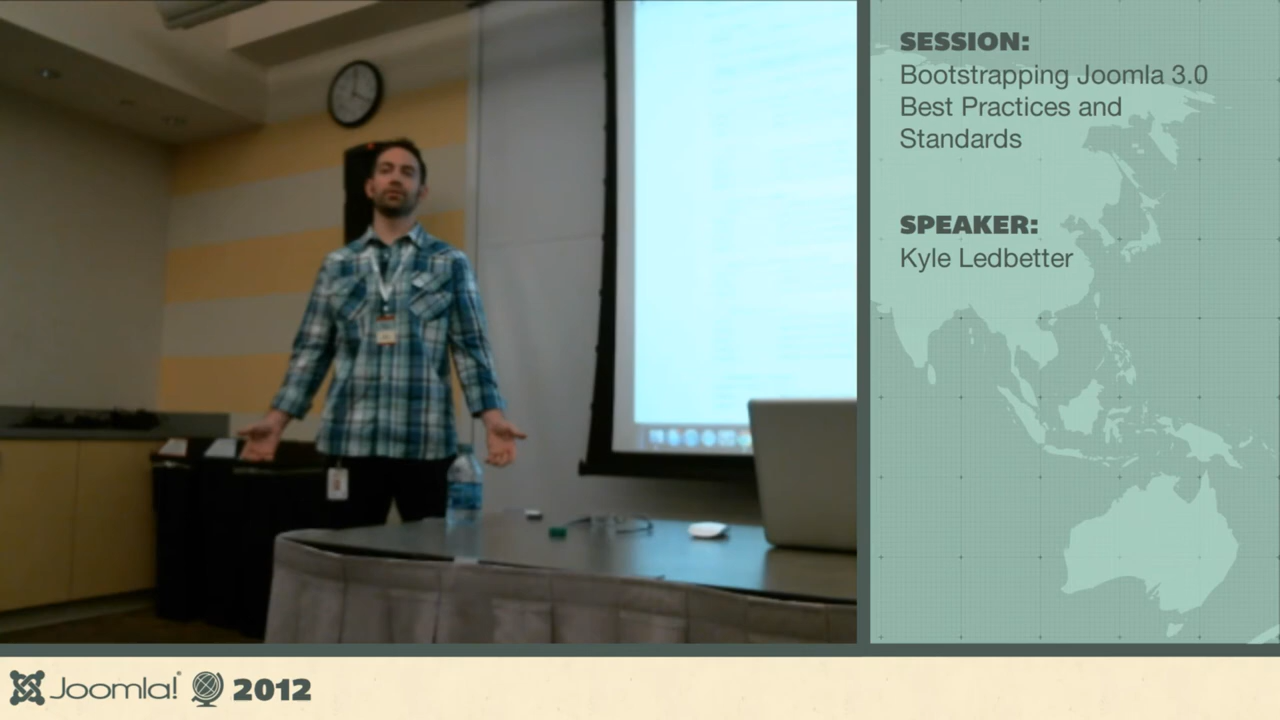 SESSION:
Bootstrapping Joomla 3.0
Best Practices and
Standards
SPEAKER:
Kyle Ledbetter
Joomla! 2012